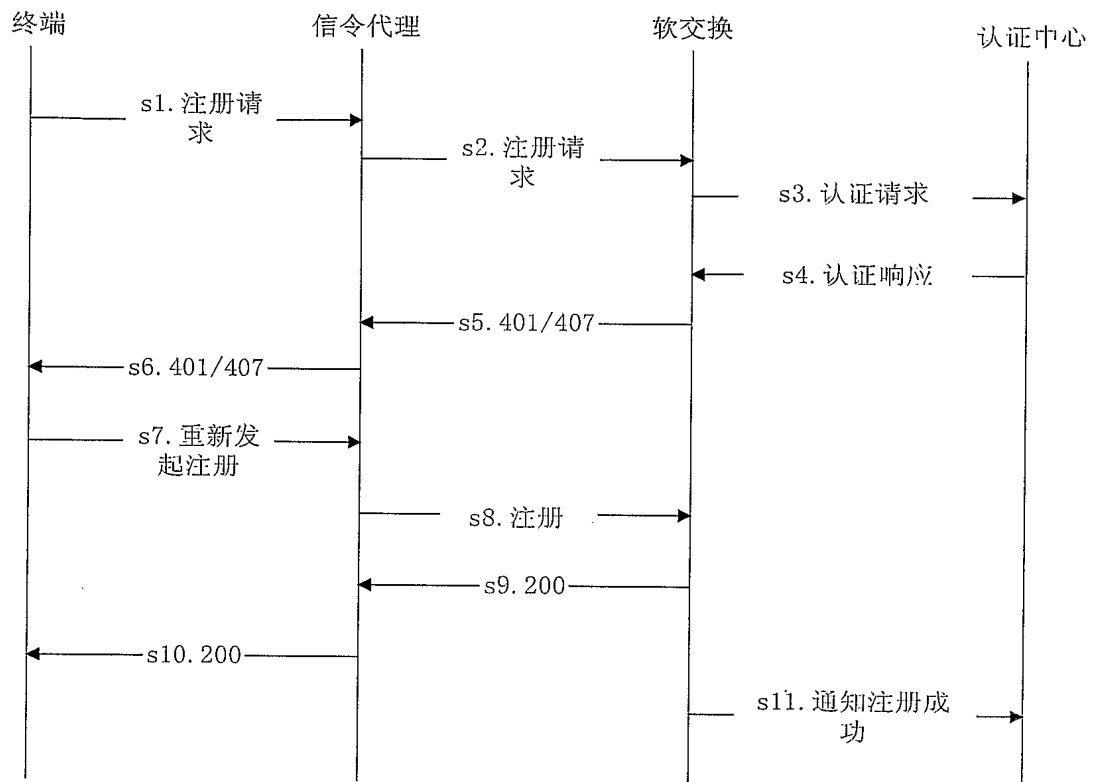 终端
信令代理
软交换
认证中心
s1.注册请
求
s2.注册请
求
s3.认证请求
s4.认证响应
s5.401/407
s6.401/407
s7.重新发
起注册
s8.注册
s9.200
s10.200
s11.通知注册成
功